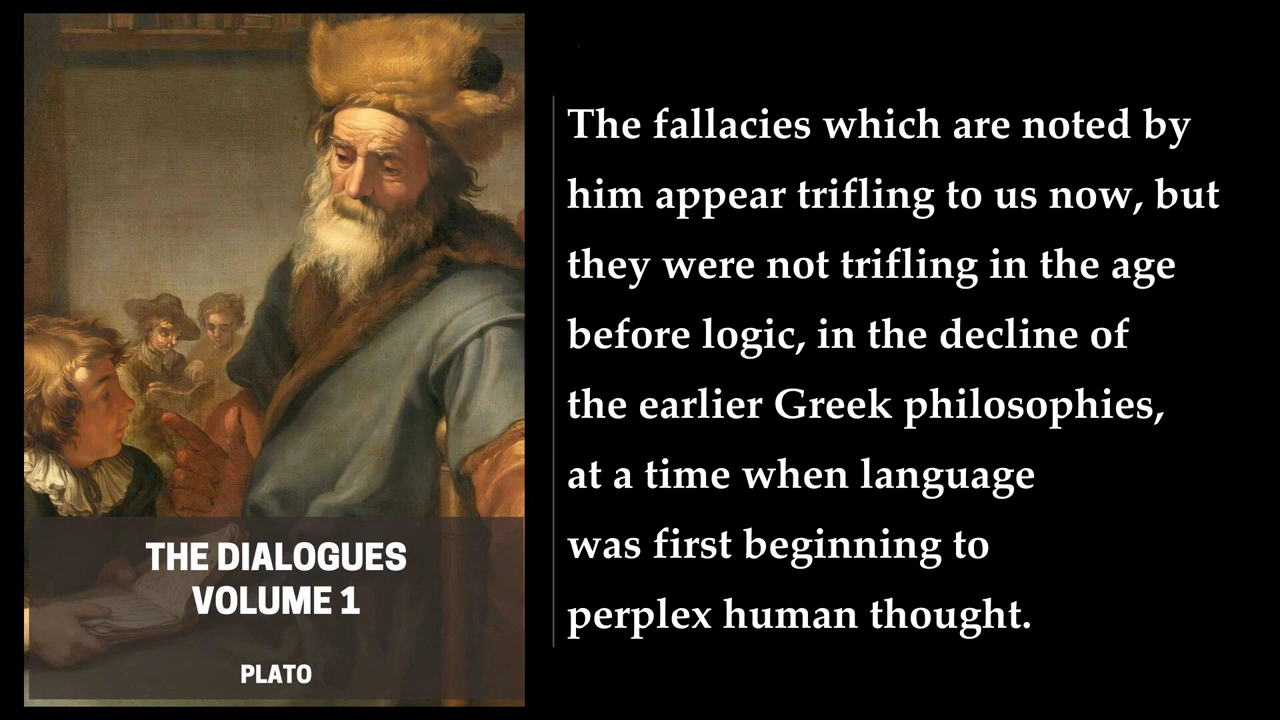 THE DIALOGUES
VOLUME 1
PLATO
The fallacies which are noted by
him appear trifling to us now, but
they were not trifling in the age
before logic, in the decline of
the earlier Greek philosophies,
at a time when language
was first beginning to
perplex human thought.